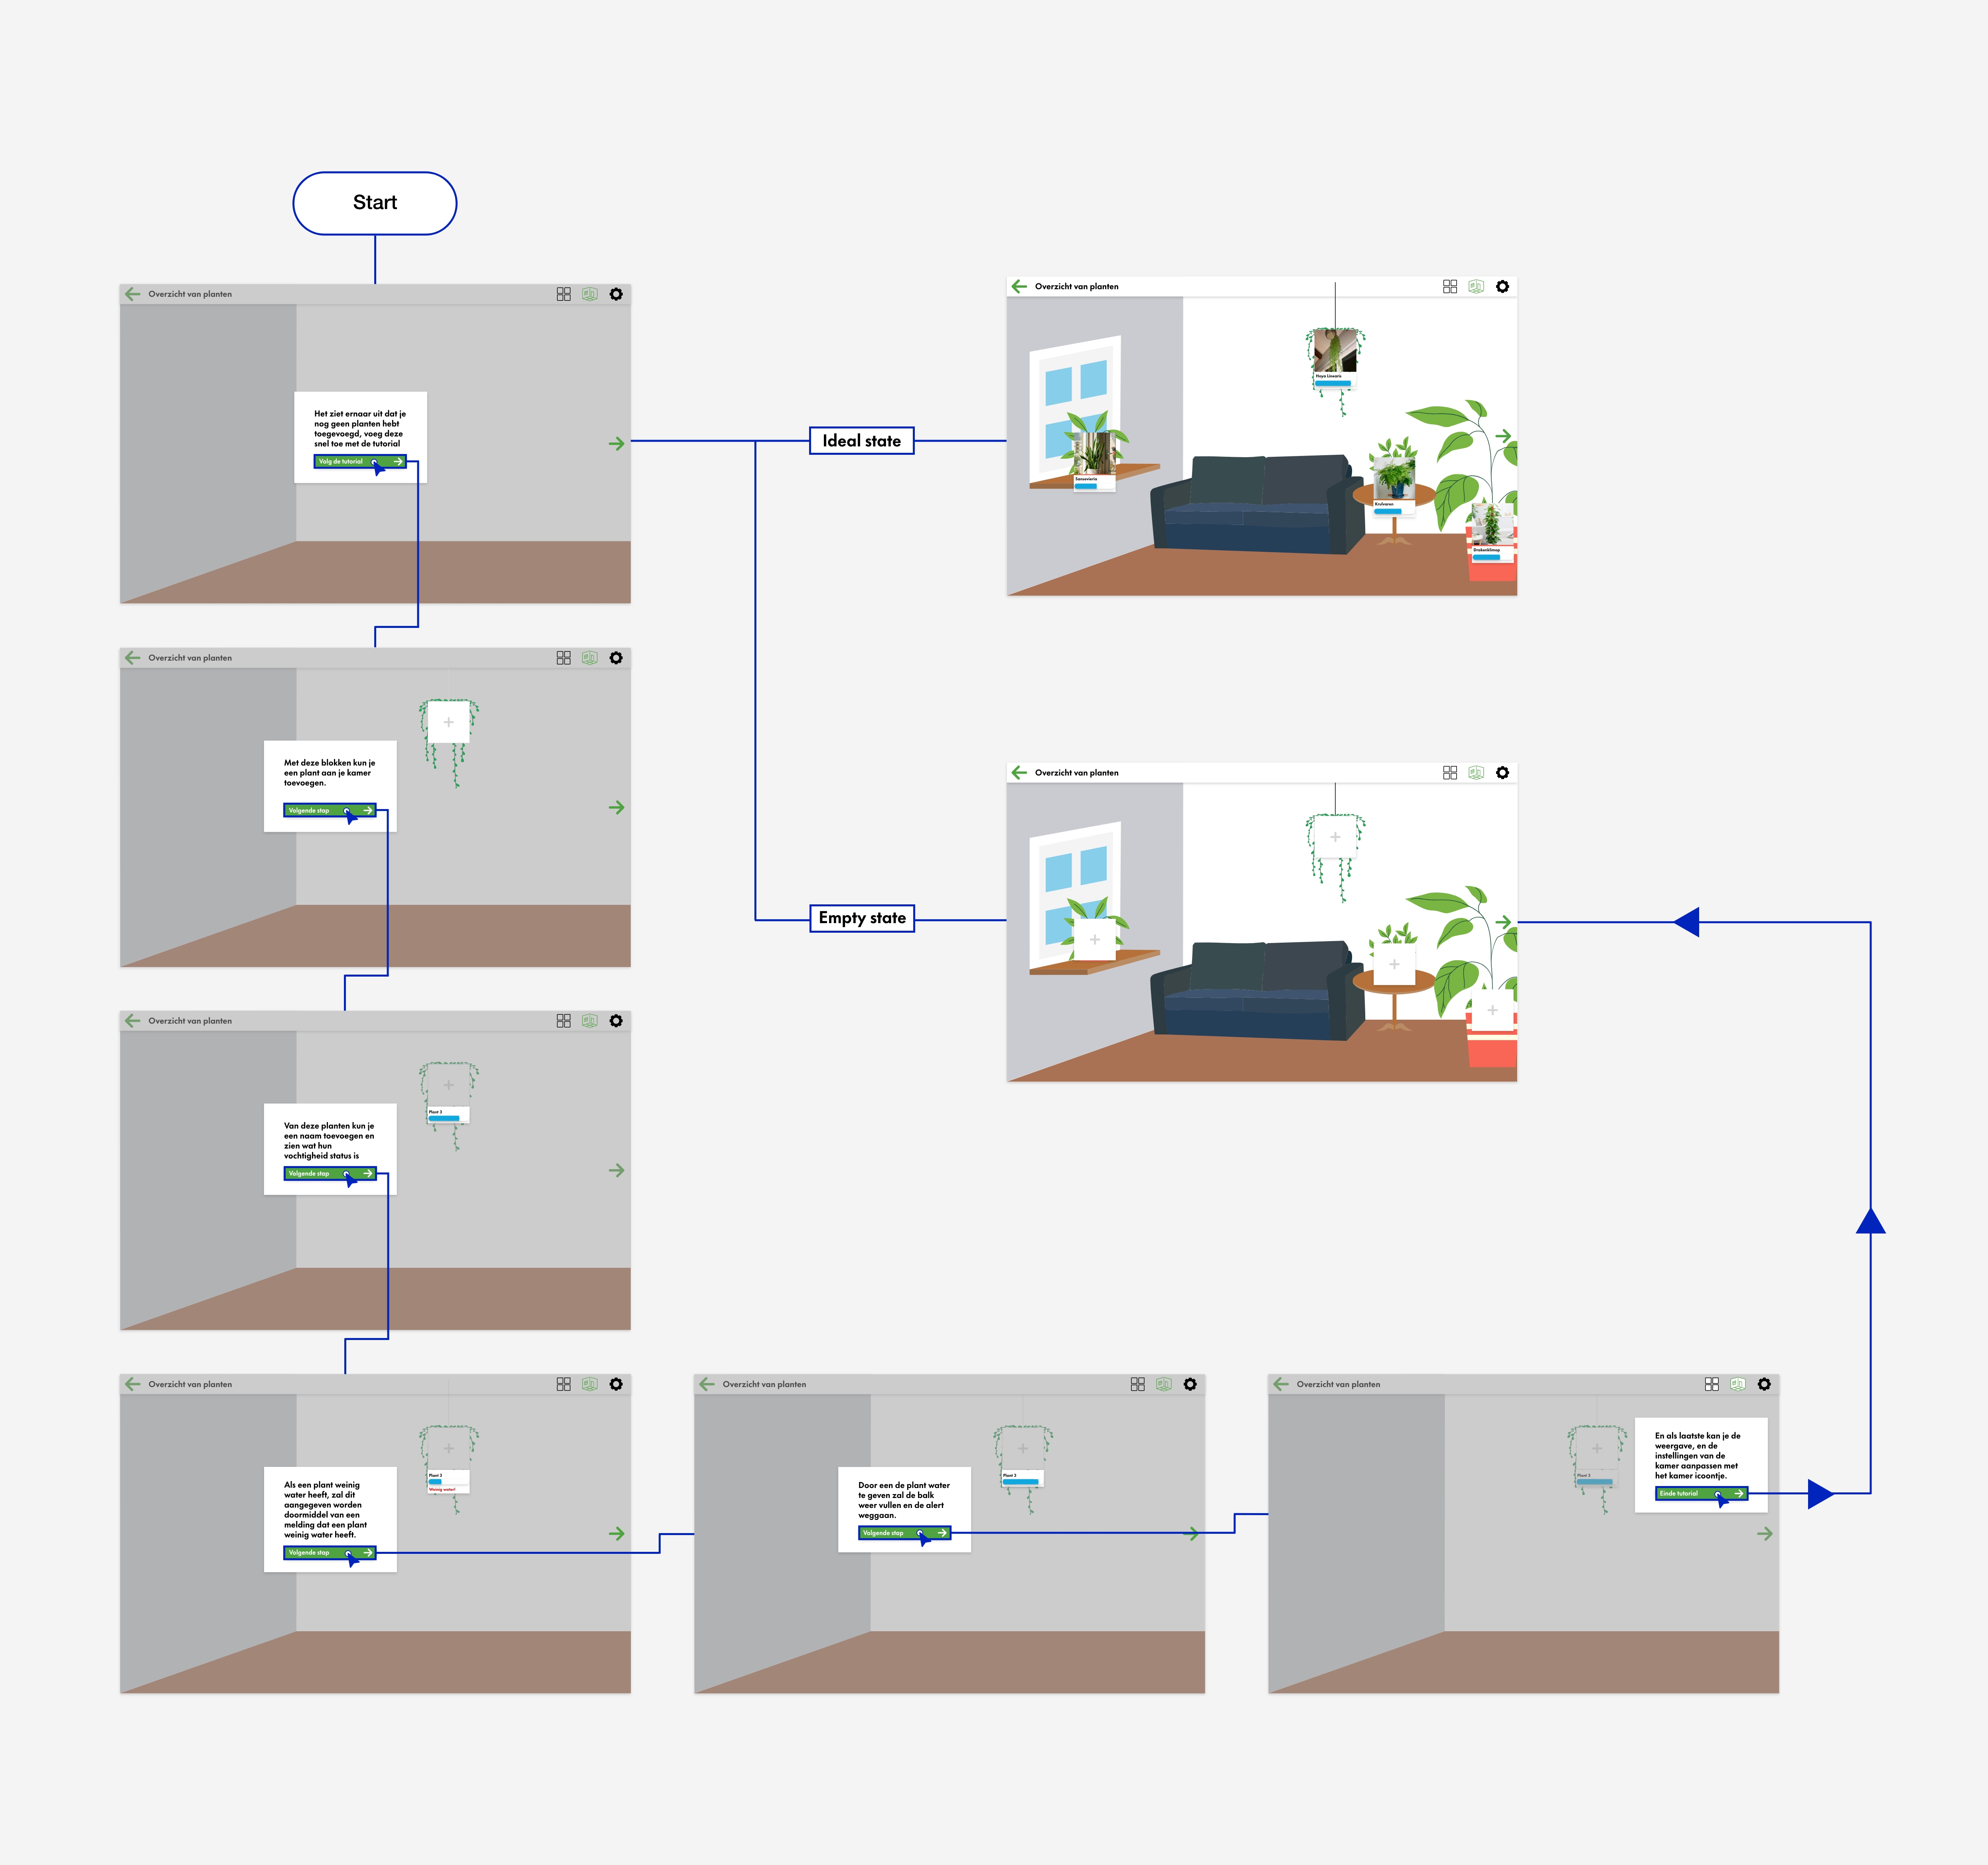 Start
Overzicht van planten
Het ziet ernaar uit dat je
nog geen planten hebt
toegevoegd, voeg deze
snel toe met de tutorial
Volg de tutorial
Ideal state
Overzicht van planten
Hoya Linearis
Sansevieria
Krulvaren
Drakenklimop
Overzicht van planten
Met deze blokken kun je
een plant aan je kamer
toevoegen.
Volgende stap
Empty state
Overzicht van planten
Overzicht van planten
Van deze planten kun je
een naam toevoegen en
zien wat hun
vochtigheid status is
Volgende stap
Plant 3
Overzicht van planten
Als een plant weinig
water heeft, zal dit
aangegeven worden
doormiddel van een
melding dat een plant
weinig water heeft.
Volgende stap
Plant 3
Weinig water!
Overzicht van planten
Door een de plant water
te geven zal de balk
weer vullen en de alert
weggaan.
Volgende stap
Plant 3
Overzicht van planten
Plant 3
En als laatste kan je de
weergave, en de
instellingen van de
kamer aanpassen met
het kamer icoontje.
Einde tutorial